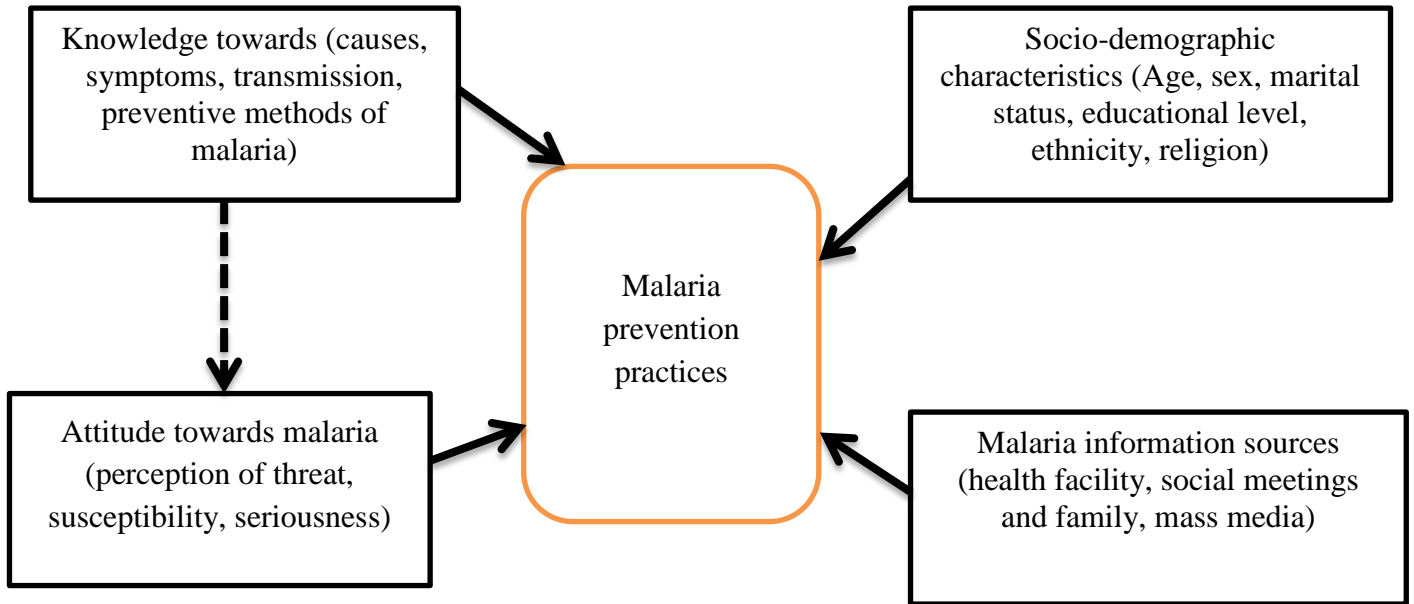 Knowledge towards (causes,
symptoms, transmission,
preventive methods of
malaria)
Socio-demographic
characteristics (Age, sex, marital
status, educational level,
ethnicity, religion)
Malaria
prevention
practices
Attitude towards malaria
(perception of threat,
susceptibility, seriousness)
Malaria information sources
(health facility, social meetings
and family, mass media)